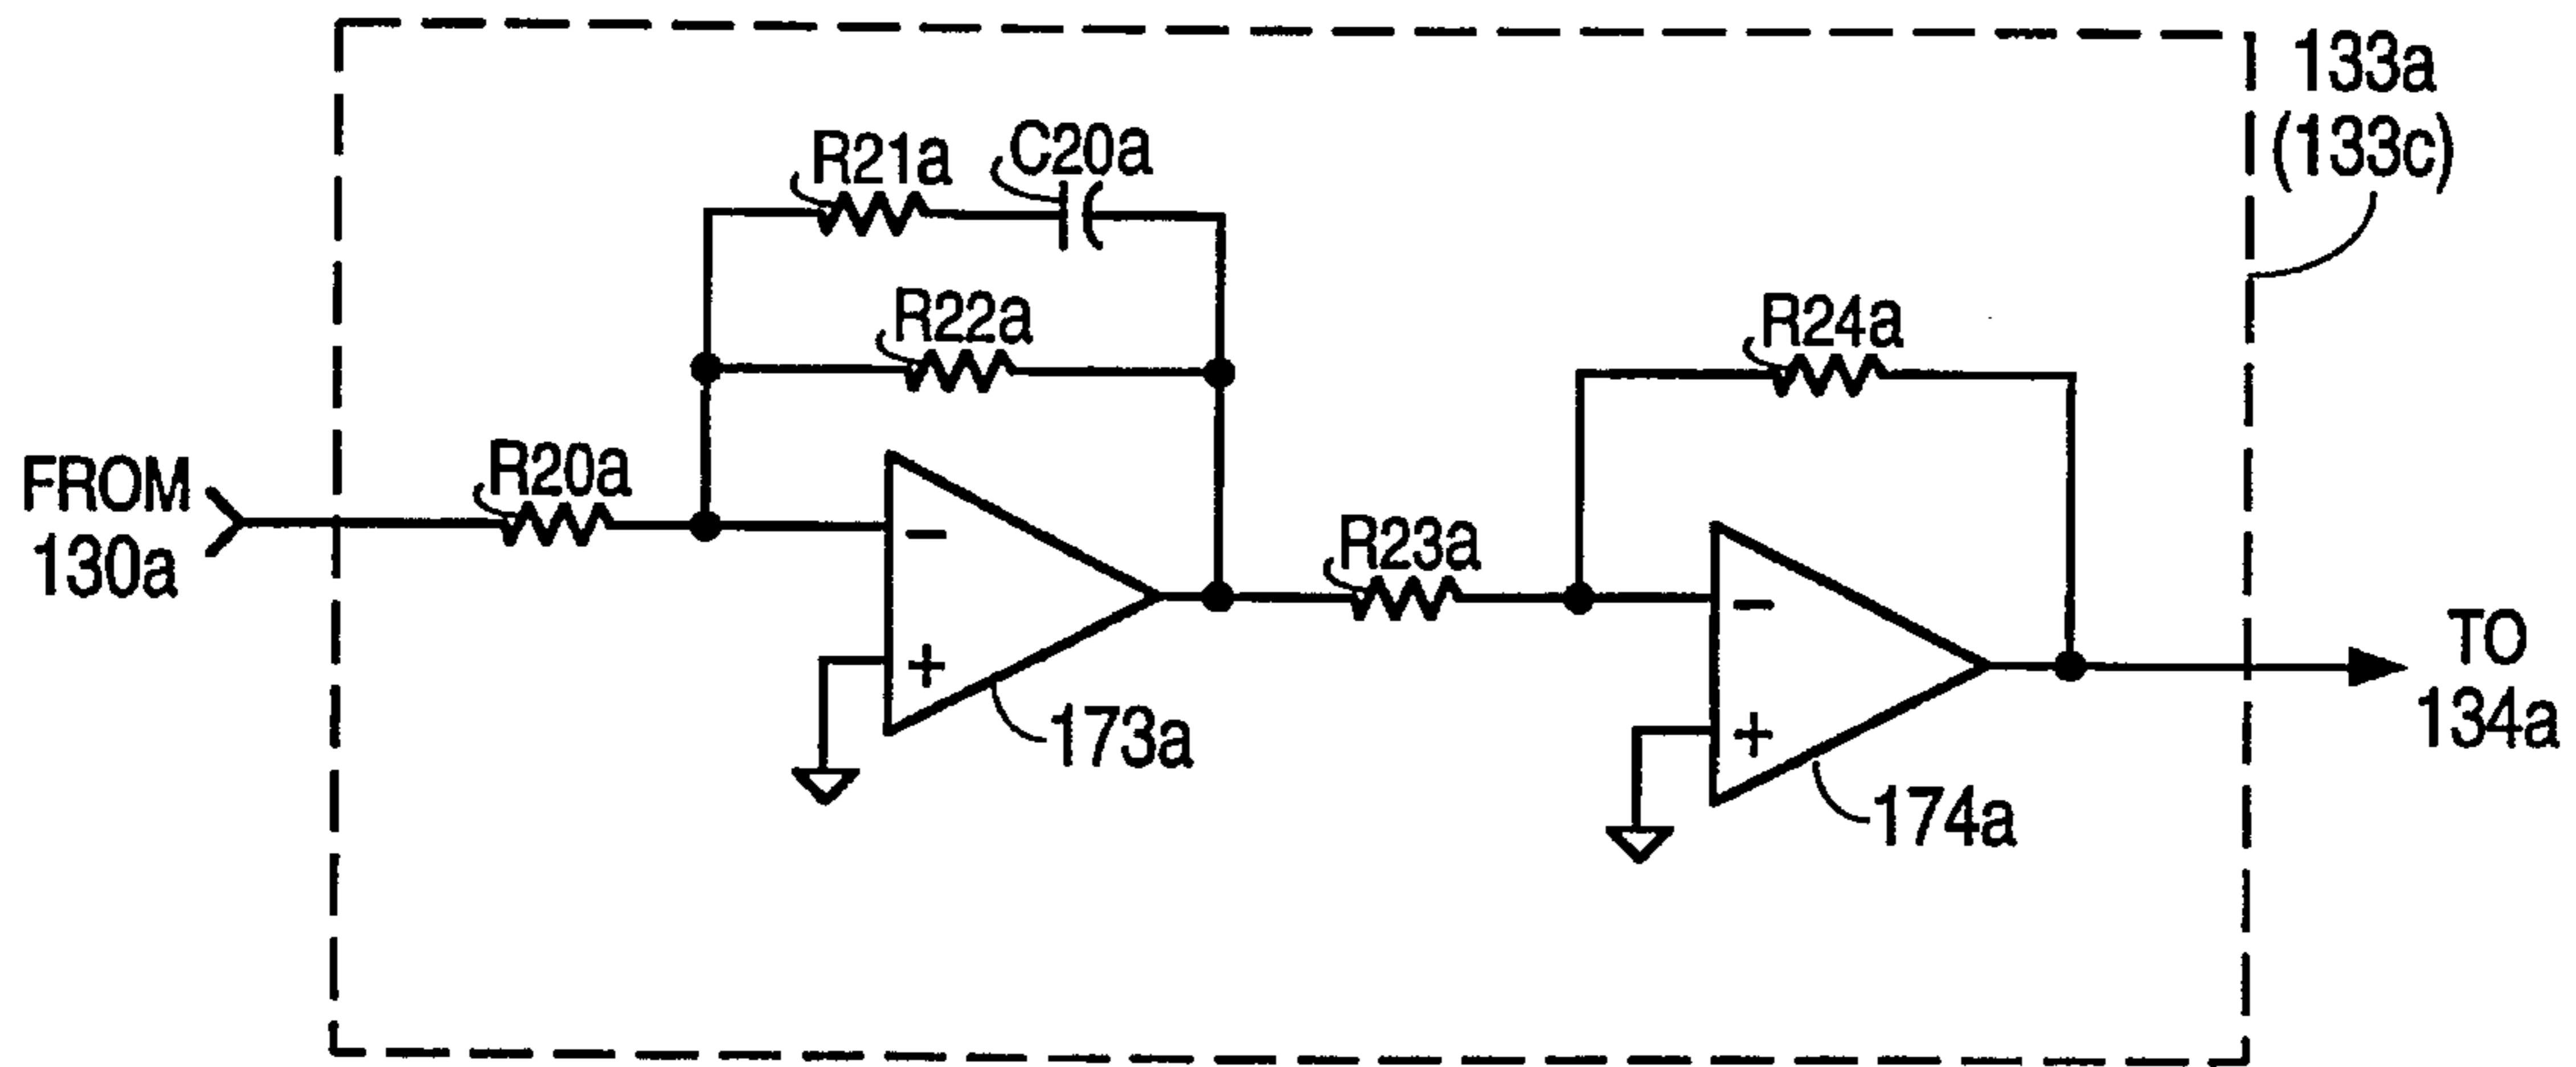 133a
(133c)
R21a
C20a
R22a
R24a
R20a
FROM
130a
R23a
−
+
173a
−
+
174a
TO
134a